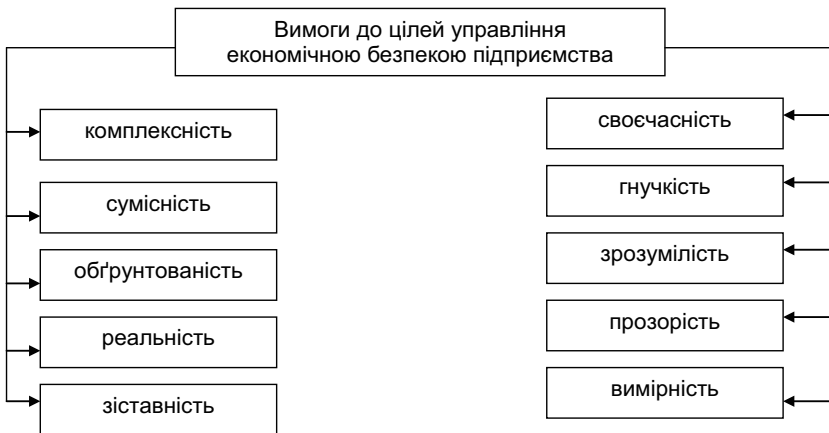 Вимоги до цілей управління
економічною безпекою підприємства
комплексність
сумісність
обґрунтованість
реальність
зіставність
своєчасність
гнучкість
зрозумілість
прозорість
вимірність